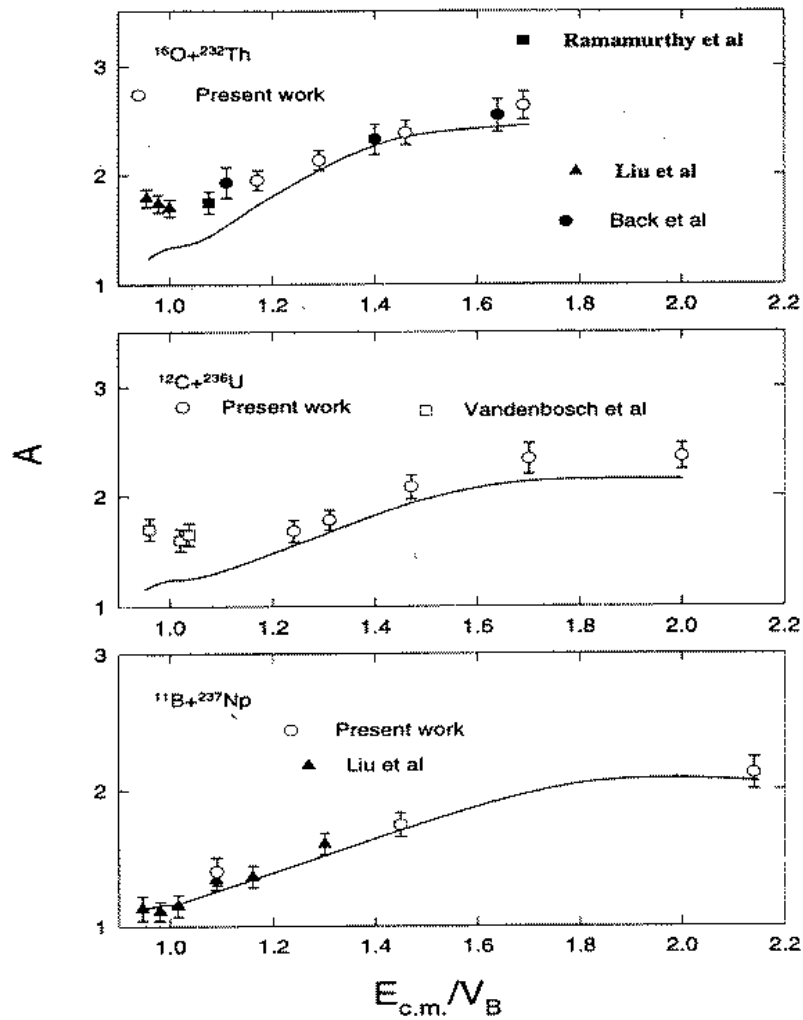 ¹⁶O+²³²Th
Ramamurthy et al
Present work
Liu et al
Back et al
3
2
1
1.0 1.2 1.4 1.6 1.8 2.0 2.2
¹²C+²³⁶U
Present work
Vandenbosch et al
3
2
1
1.0 1.2 1.4 1.6 1.8 2.0 2.2
A
¹¹B+²³⁷Np
Present work
Liu et al
3
2
1
1.0 1.2 1.4 1.6 1.8 2.0 2.2
E_c.m./V_B